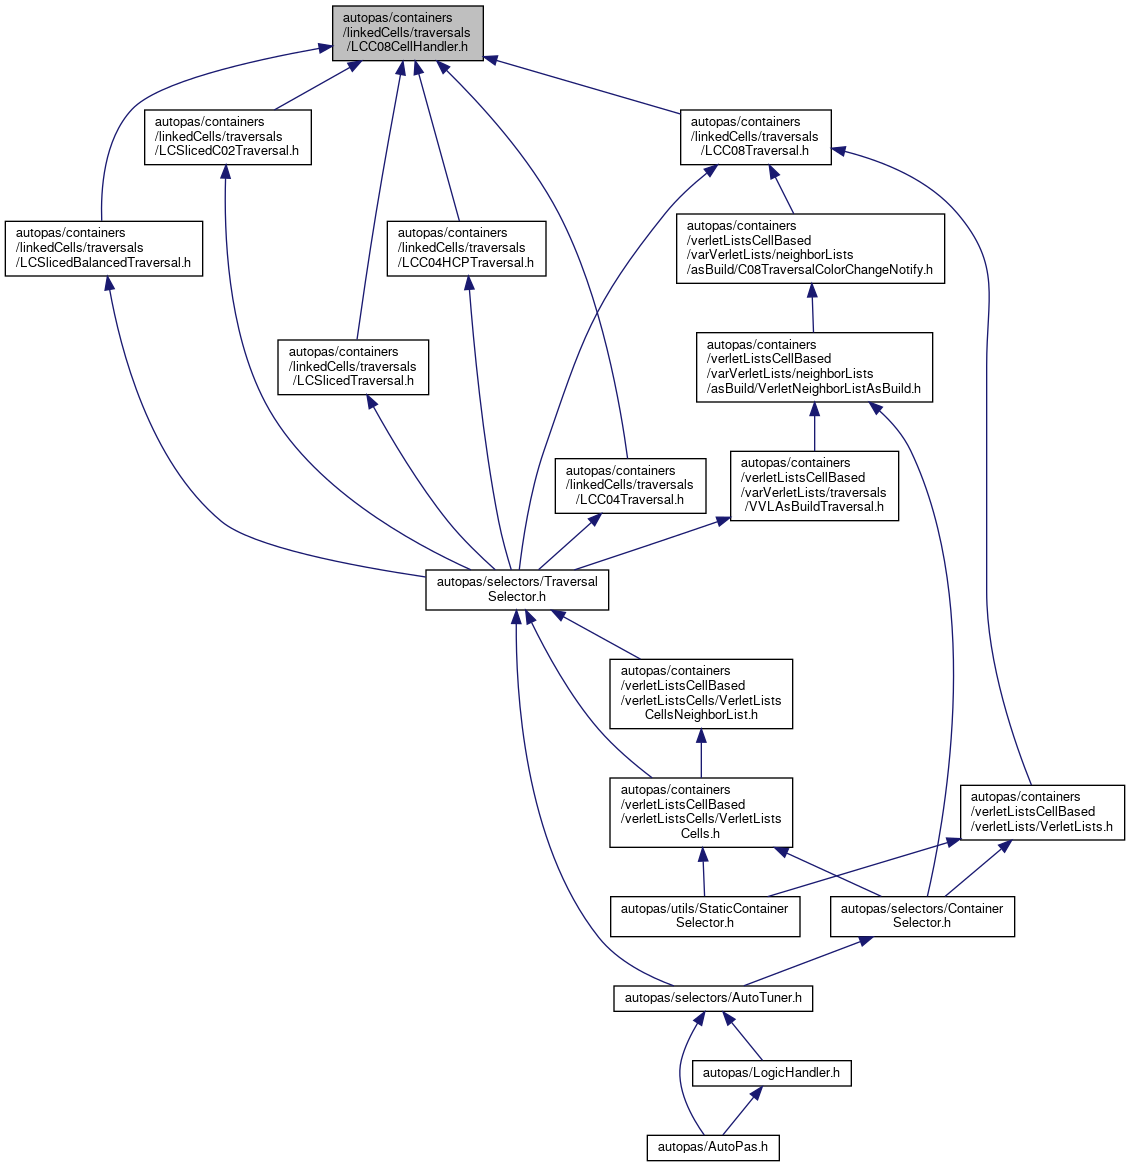 autopas/containers
/linkedCells/traversals
/LCC08CellHandler.h
autopas/containers
/linkedCells/traversals
/LCSlicedC02Traversal.h
autopas/containers
/linkedCells/traversals
/LCC08Traversal.h
autopas/containers
/linkedCells/traversals
/LCSlicedBalancedTraversal.h
autopas/containers
/linkedCells/traversals
/LCC04HCPTraversal.h
autopas/containers
/verletListsCellBased
/varVerletLists/neighborLists
/asBuild/C08TraversalColorChangeNotify.h
autopas/containers
/linkedCells/traversals
/LCSlicedTraversal.h
autopas/containers
/verletListsCellBased
/varVerletLists/neighborLists
/asBuild/VerletNeighborListAsBuild.h
autopas/containers
/linkedCells/traversals
/LCC04Traversal.h
autopas/containers
/verletListsCellBased
/varVerletLists/traversals
/VVLAsBuildTraversal.h
autopas/selectors/Traversal
Selector.h
autopas/containers
/verletListsCellBased
/verletListsCells/VerletLists
CellsNeighborList.h
autopas/containers
/verletListsCellBased
/verletListsCells/VerletLists
Cells.h
autopas/containers
/verletListsCellBased
/verletLists/VerletLists.h
autopas/utils/StaticContainer
Selector.h
autopas/selectors/Container
Selector.h
autopas/selectors/AutoTuner.h
autopas/LogicHandler.h
autopas/AutoPas.h